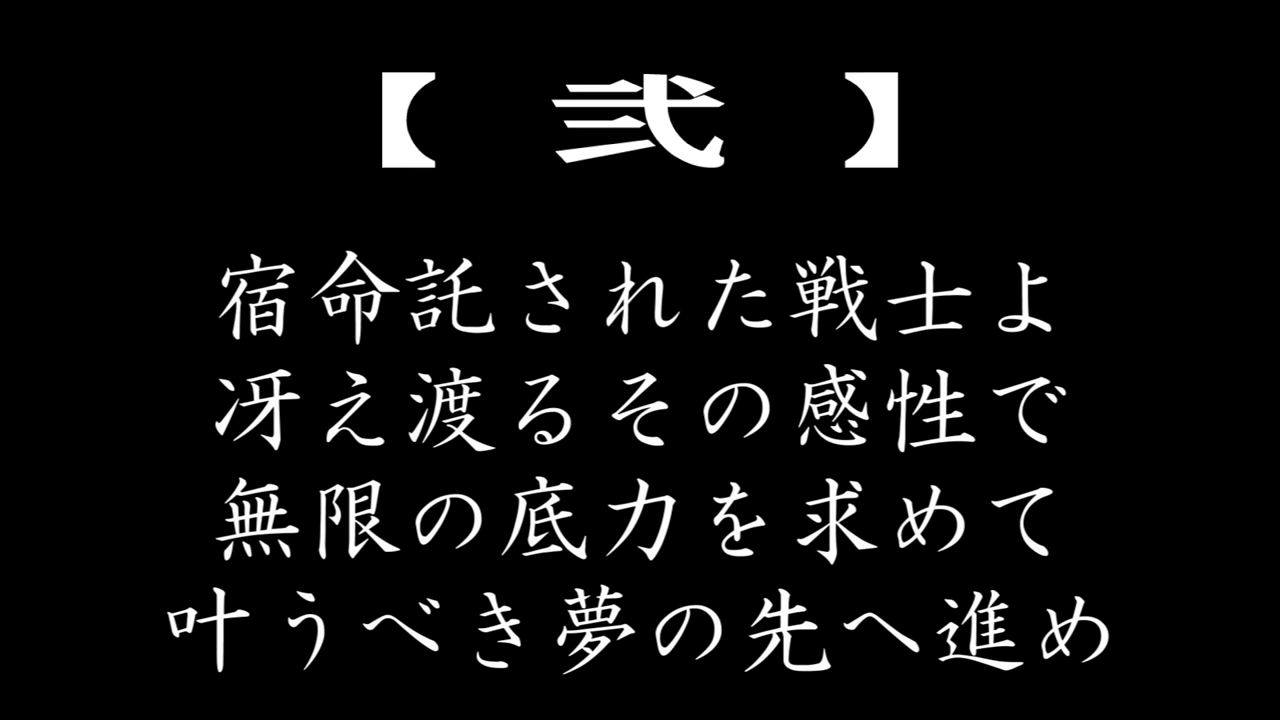 【 弐 】
宿命託された戦士よ
冴え渡るその感性で
無限の底力を求めて
叶うべき夢の先へ進め